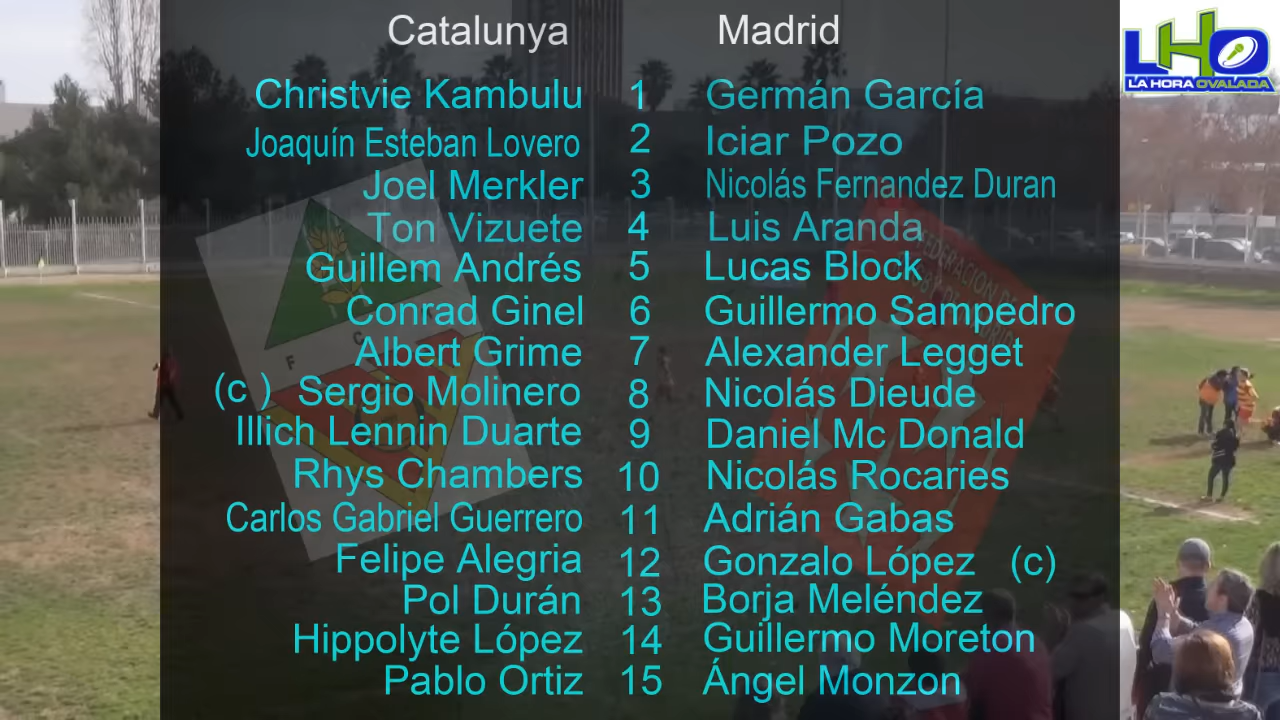 Catalunya Madrid
LHO
LA HORA OVALADA
Christvie Kambulu 1 Germán García
Joaquín Esteban Lovero 2 Iciar Pozo
Joel Merkler 3 Nicolás Fernandez Duran
Ton Vizuete 4 Luis Aranda
Guillem Andrés 5 Lucas Block
Conrad Ginel 6 Guillermo Sampedro
Albert Grime 7 Alexander Legget
(c ) Sergio Molinero 8 Nicolás Dieude
Illich Lennin Duarte 9 Daniel Mc Donald
Rhys Chambers 10 Nicolás Rocaries
Carlos Gabriel Guerrero 11 Adrián Gabas
Felipe Alegria 12 Gonzalo López (c)
Pol Durán 13 Borja Meléndez
Hippolyte López 14 Guillermo Moreton
Pablo Ortiz 15 Ángel Monzon